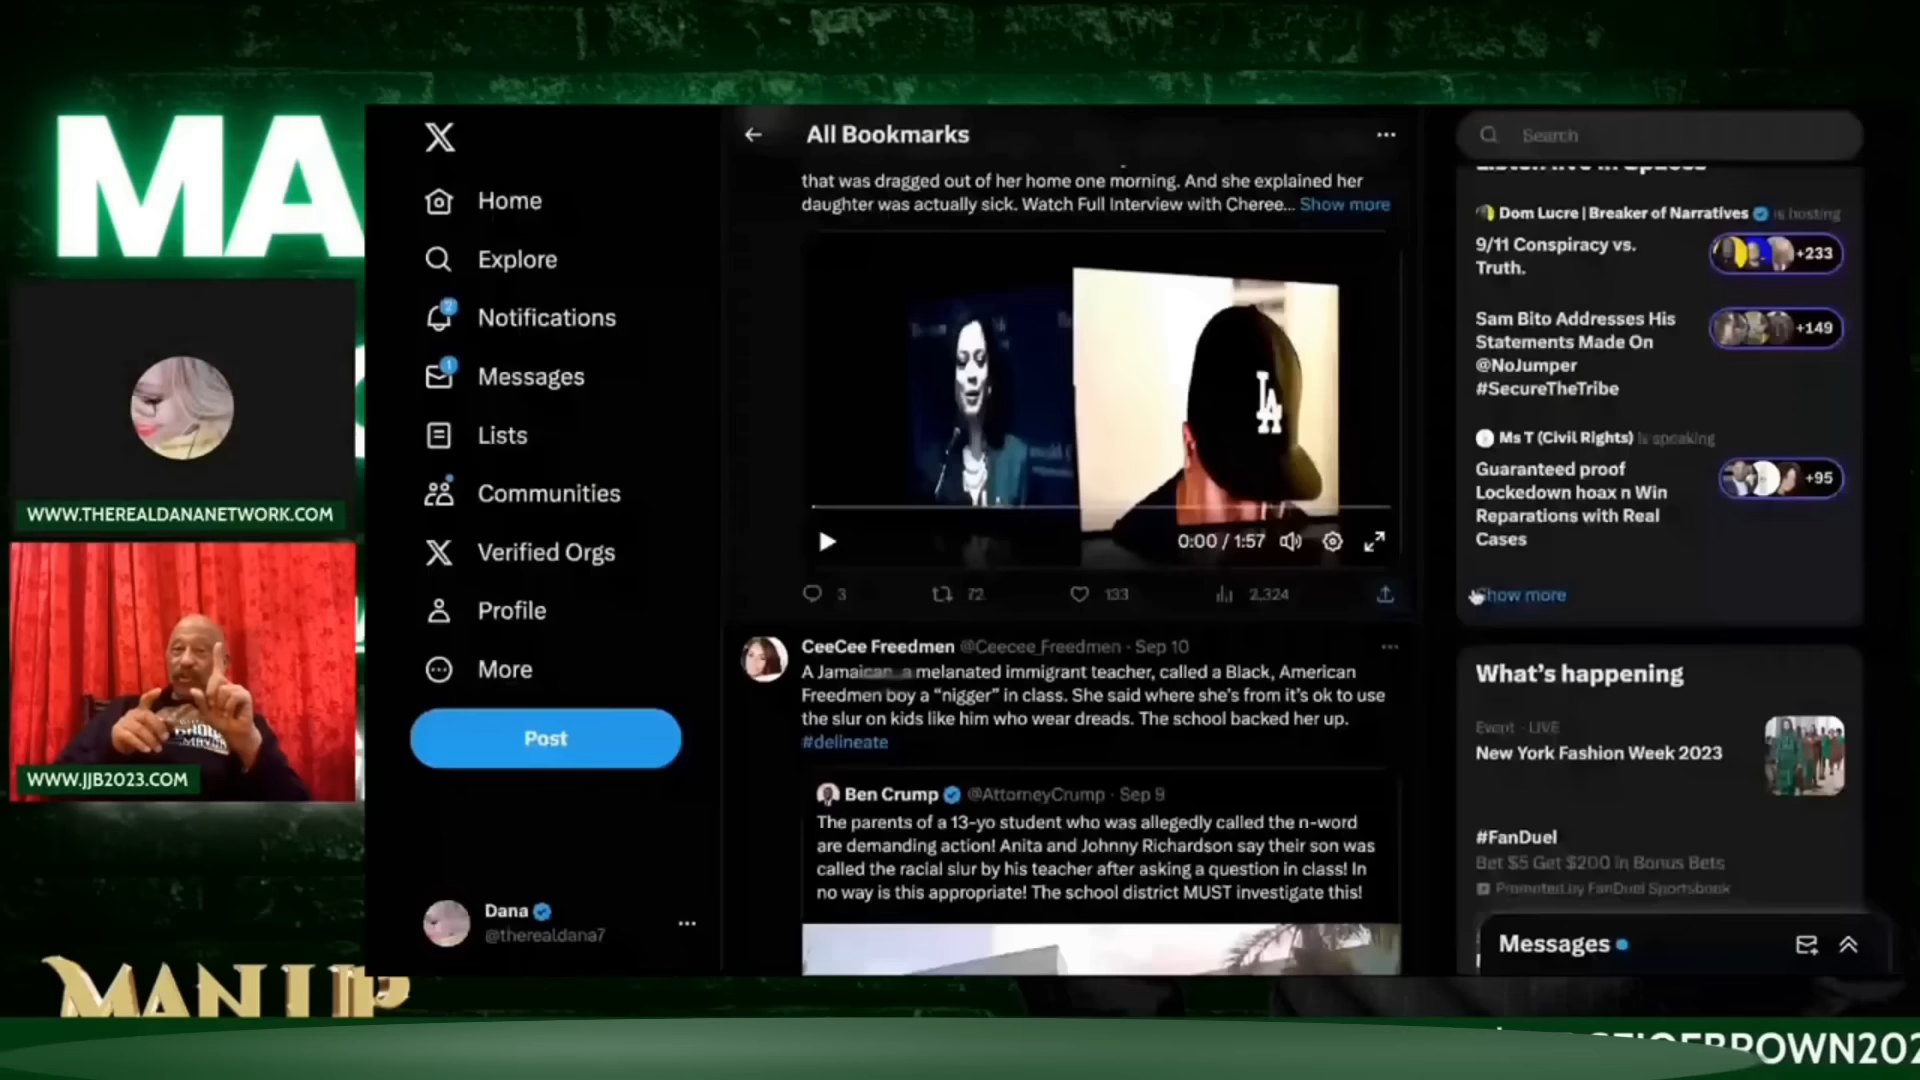 MA
WWW.THEREALDANANETWORK.COM
WWW.JJB2023.COM
MAN UP
X
Home
Explore
2
Notifications
1
Messages
Lists
Communities
Verified Orgs
Profile
More
Post
Dana
@therealdana7
All Bookmarks
that was dragged out of her home one morning. And she explained her
daughter was actually sick. Watch Full Interview with Cheree... Show more
LA
0:00 / 1:57
3
72
133
2,324
CeeCee Freedmen @Ceecee_Freedmen · Sep 10
A Jamaican, a melanated immigrant teacher, called a Black, American
Freedmen boy a “nigger” in class. She said where she’s from it’s ok to use
the slur on kids like him who wear dreads. The school backed her up.
#delineate
Ben Crump @AttorneyCrump · Sep 9
The parents of a 13-yo student who was allegedly called the n-word
are demanding action! Anita and Johnny Richardson say their son was
called the racial slur by his teacher after asking a question in class! In
no way is this appropriate! The school district MUST investigate this!
Search
Listen live in Spaces
Dom Lucre | Breaker of Narratives is hosting
9/11 Conspiracy vs.
Truth.
+233
Sam Bito Addresses His
Statements Made On
@NoJumper
#SecureTheTribe
+149
Ms T (Civil Rights) is speaking
Guaranteed proof
Lockedown hoax n Win
Reparations with Real
Cases
+95
Show more
What’s happening
Event · LIVE
New York Fashion Week 2023
#FanDuel
Bet $5 Get $200 in Bonus Bets
Promoted by FanDuel Sportsbook
Messages
BROWN202